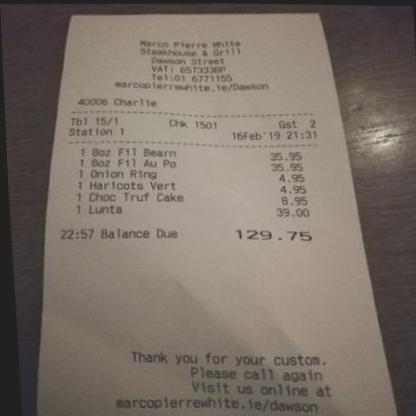 Marco Pierre White
Steakhouse & Grill
Dawson Street
VAT: 6573338P
Tel:01 6771155
marcopierrewhite.ie/Dawson
40006 Charlie
Tbl 15/1 Chk 1501 Gst 2
Station 1 16Feb'19 21:31
1 8oz Fil Bearn 35.95
1 8oz Fil Au Po 35.95
1 Onion Ring 4.95
1 Haricots Vert 4.95
1 Choc Truf Cake 8.95
1 Lunta 39.00
22:57 Balance Due 129.75
Thank you for your custom.
Please call again
Visit us online at
marcopierrewhite.ie/dawson